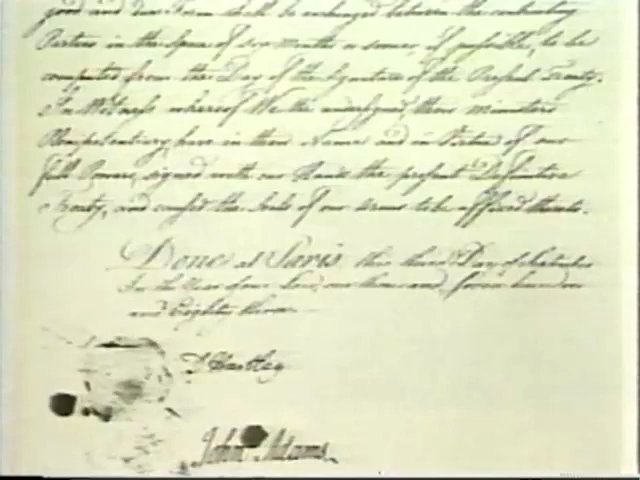 good and due Form shall be exchanged between the contracting
Parties in the Space of six months or sooner, if possible, to be
computed from the Day of the Signature of the Present Treaty.
In Witness whereof We the undersigned, their ministers
Plenipotentiary, have in their Name and in Virtue of our
full Powers, signed with our Hands the present Definitive
Treaty, and caused the Seals of our Arms to be affixed thereto.
Done at Paris, this third Day of September
In the Year of our Lord, one thousand, seven hundred
and Eighty three.
D Hartley
John Adams.